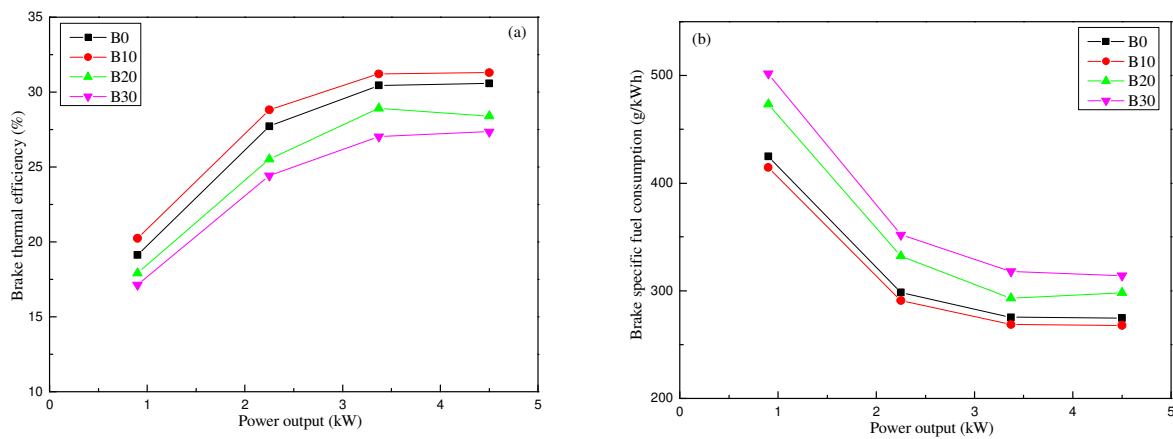 (a)
B0
B10
B20
B30
35
30
25
20
15
10
Brake thermal efficiency (%)
0
1
2
3
4
5
Power output (kW)
(b)
B0
B10
B20
B30
500
400
300
200
Brake specific fuel consumption (g/kWh)
0
1
2
3
4
5
Power output (kW)